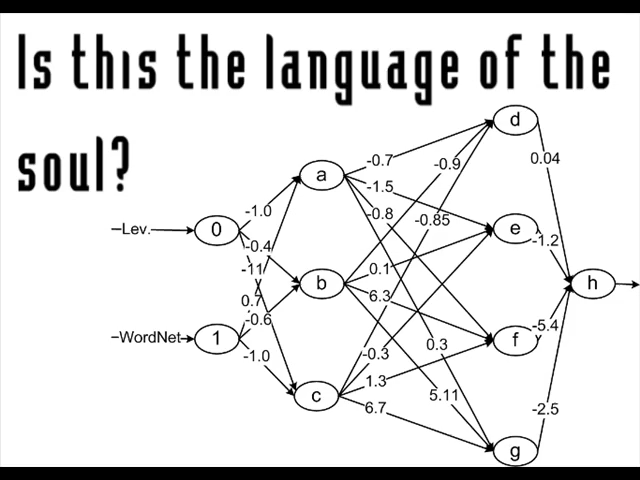 Is this the language of the
soul?
d
-0.7
-0.9
0.04
a
-1.5
-1.0
-0.8
-0.85
Lev.
0
e
-1.2
-0.4
-11
0.1
b
h
6.3
0.7
-0.6
-5.4
WordNet
1
f
-1.0
-0.3
0.3
1.3
c
5.11
6.7
-2.5
g